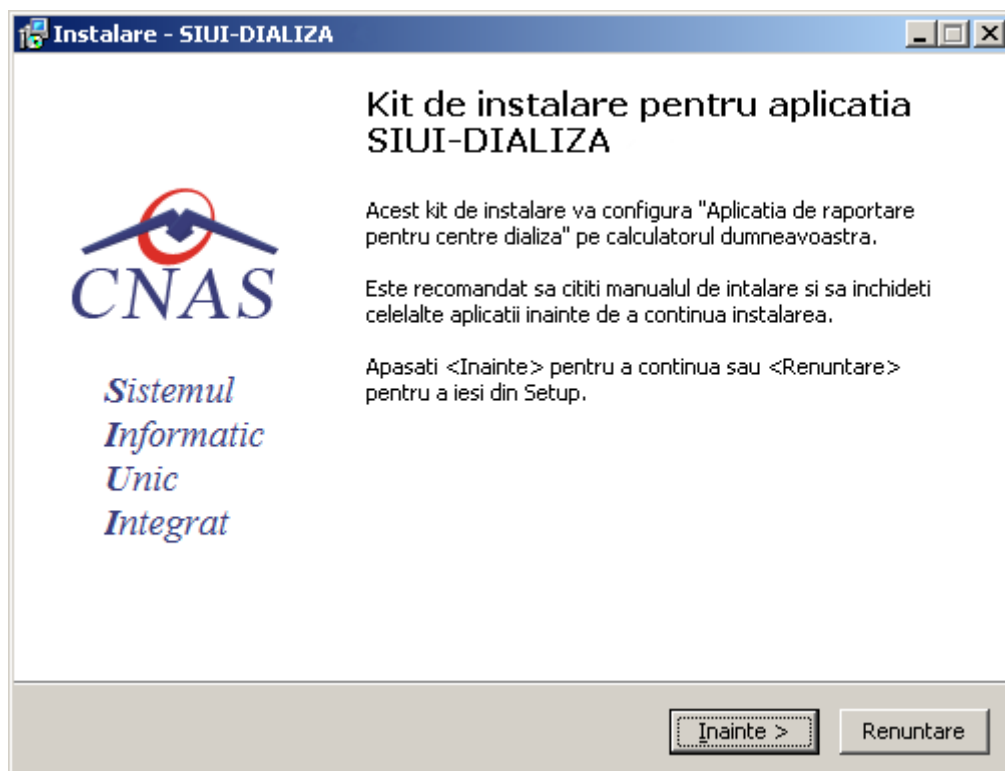 Instalare - SIUI-DIALIZA
Kit de instalare pentru aplicatia
SIUI-DIALIZA
Acest kit de instalare va configura "Aplicatia de raportare
pentru centre dializa" pe calculatorul dumneavoastra.
Este recomandat sa cititi manualul de intalare si sa inchideti
celelalte aplicatii inainte de a continua instalarea.
Apasati <Inainte> pentru a continua sau <Renuntare>
pentru a iesi din Setup.
CNAS
Sistemul
Informatic
Unic
Integrat
Inainte >
Renuntare